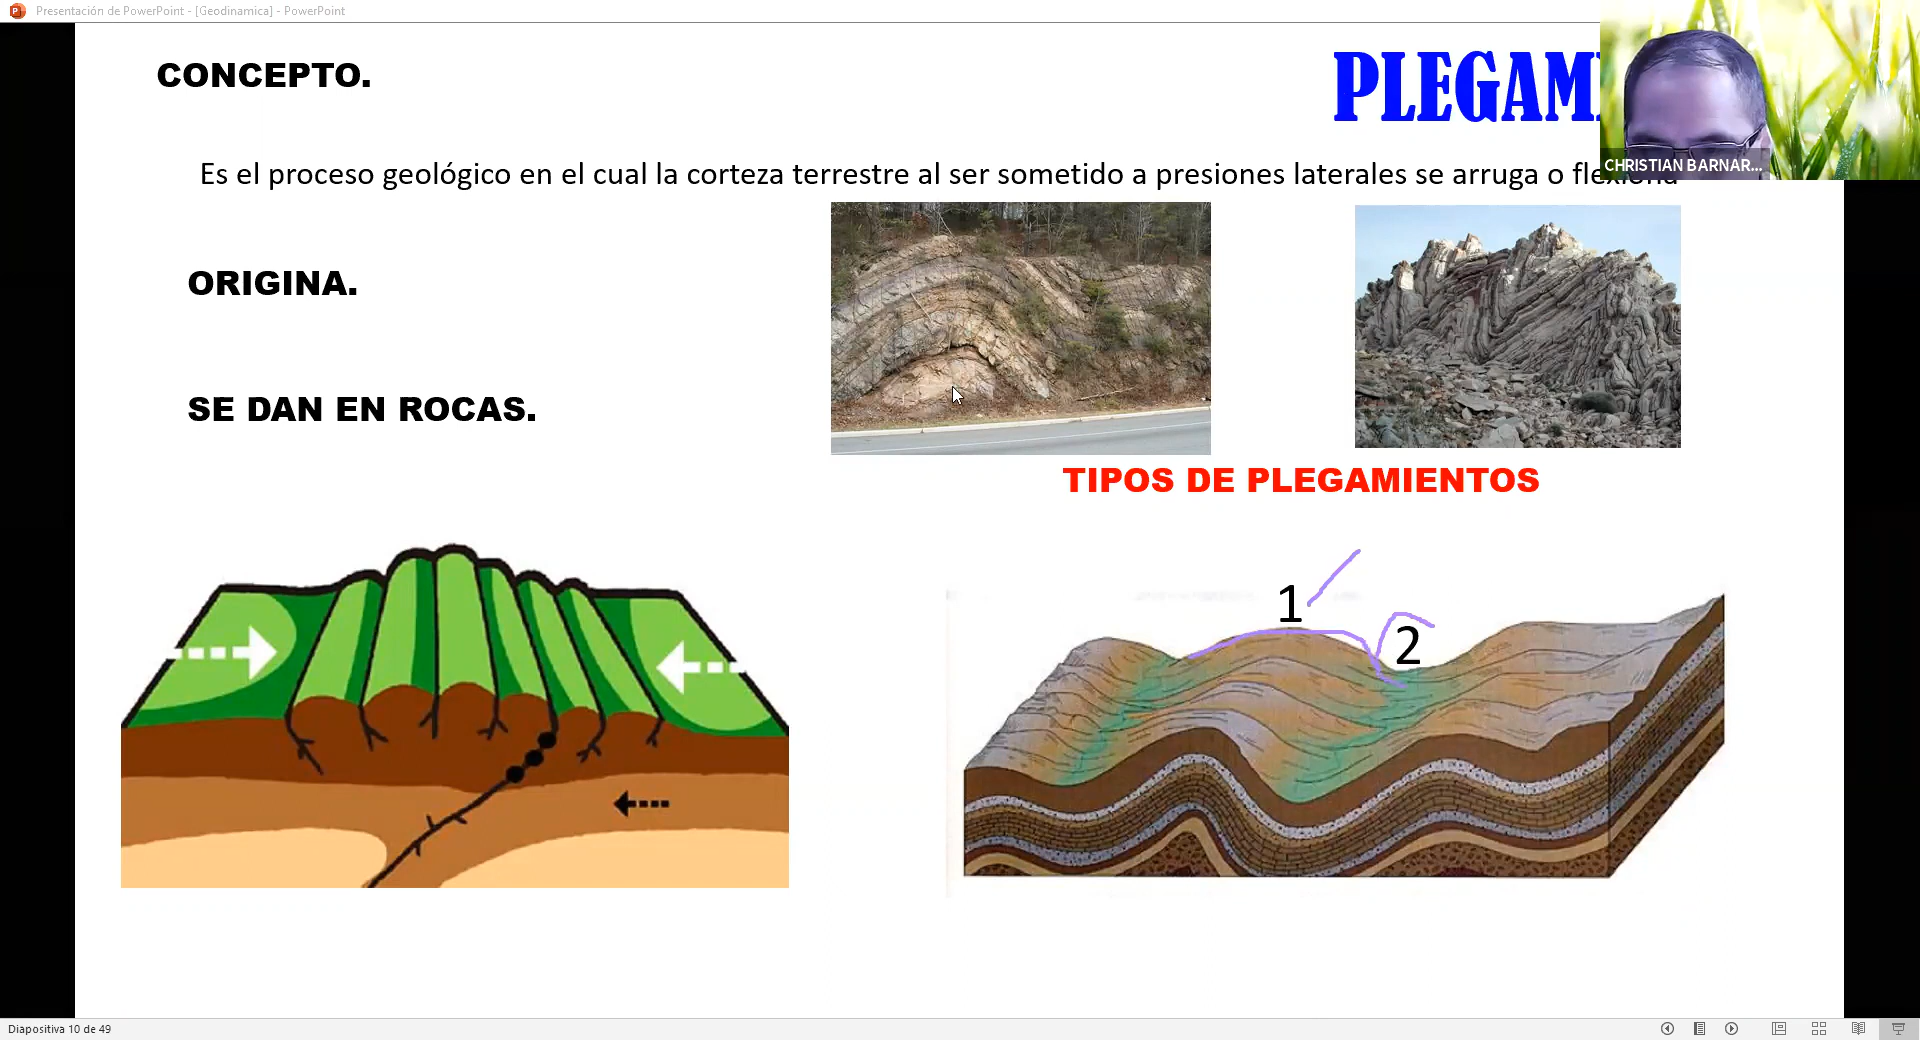 Presentación de PowerPoint - [Geodinamica] - PowerPoint
CONCEPTO.
CHRISTIAN BARNAR...
Es el proceso geológico en el cual la corteza terrestre al ser sometido a presiones laterales se arruga o flexiona
ORIGINA.
SE DAN EN ROCAS.
TIPOS DE PLEGAMIENTOS
1
2
Diapositiva 10 de 49